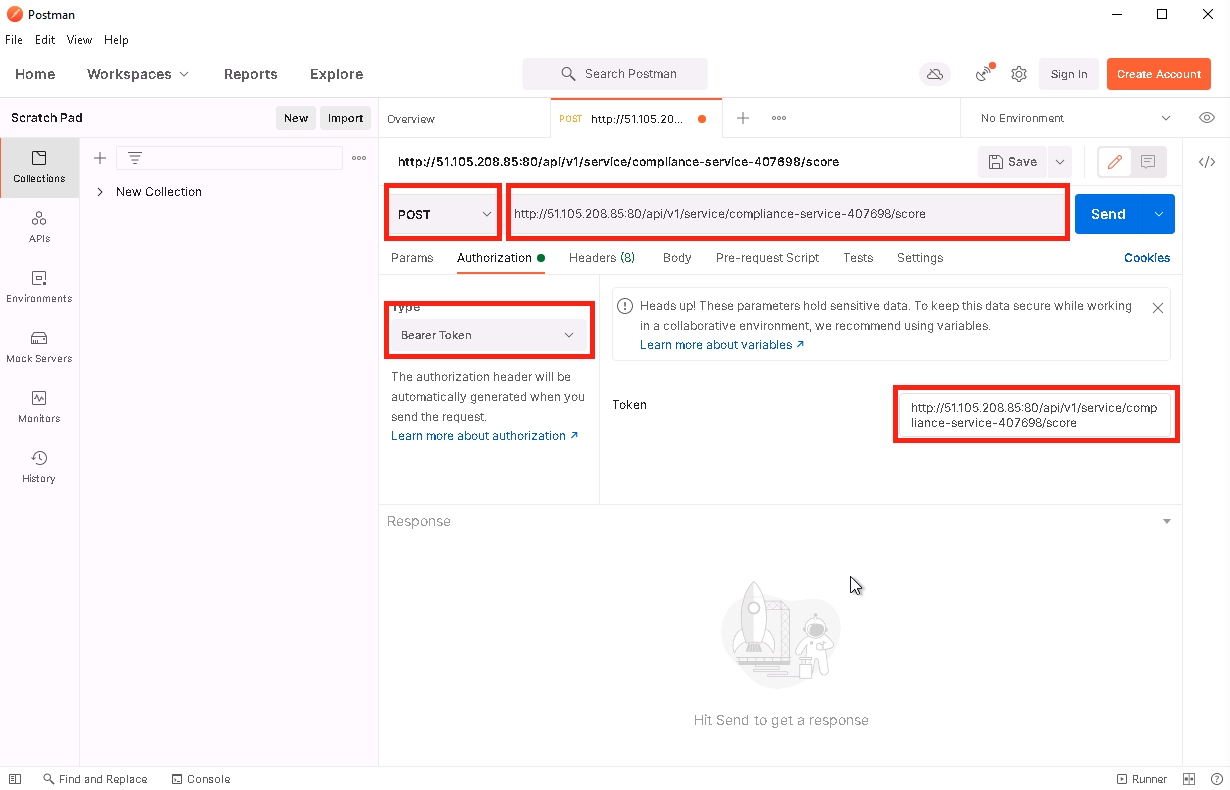 Postman
File Edit View Help
Home Workspaces Reports Explore Search Postman Sign In Create Account
Scratch Pad New Import Overview POST http://51.105.20... No Environment
Collections
New Collection
APIs
Environments
Mock Servers
Monitors
History
http://51.105.208.85:80/api/v1/service/compliance-service-407698/score Save
POST http://51.105.208.85:80/api/v1/service/compliance-service-407698/score Send
Params Authorization Headers (8) Body Pre-request Script Tests Settings Cookies
Type
Bearer Token
The authorization header will be
automatically generated when you
send the request.
Learn more about authorization ↗
Heads up! These parameters hold sensitive data. To keep this data secure while working
in a collaborative environment, we recommend using variables.
Learn more about variables ↗
Token
http://51.105.208.85:80/api/v1/service/comp
liance-service-407698/score
Response
Hit Send to get a response
Find and Replace Console Runner